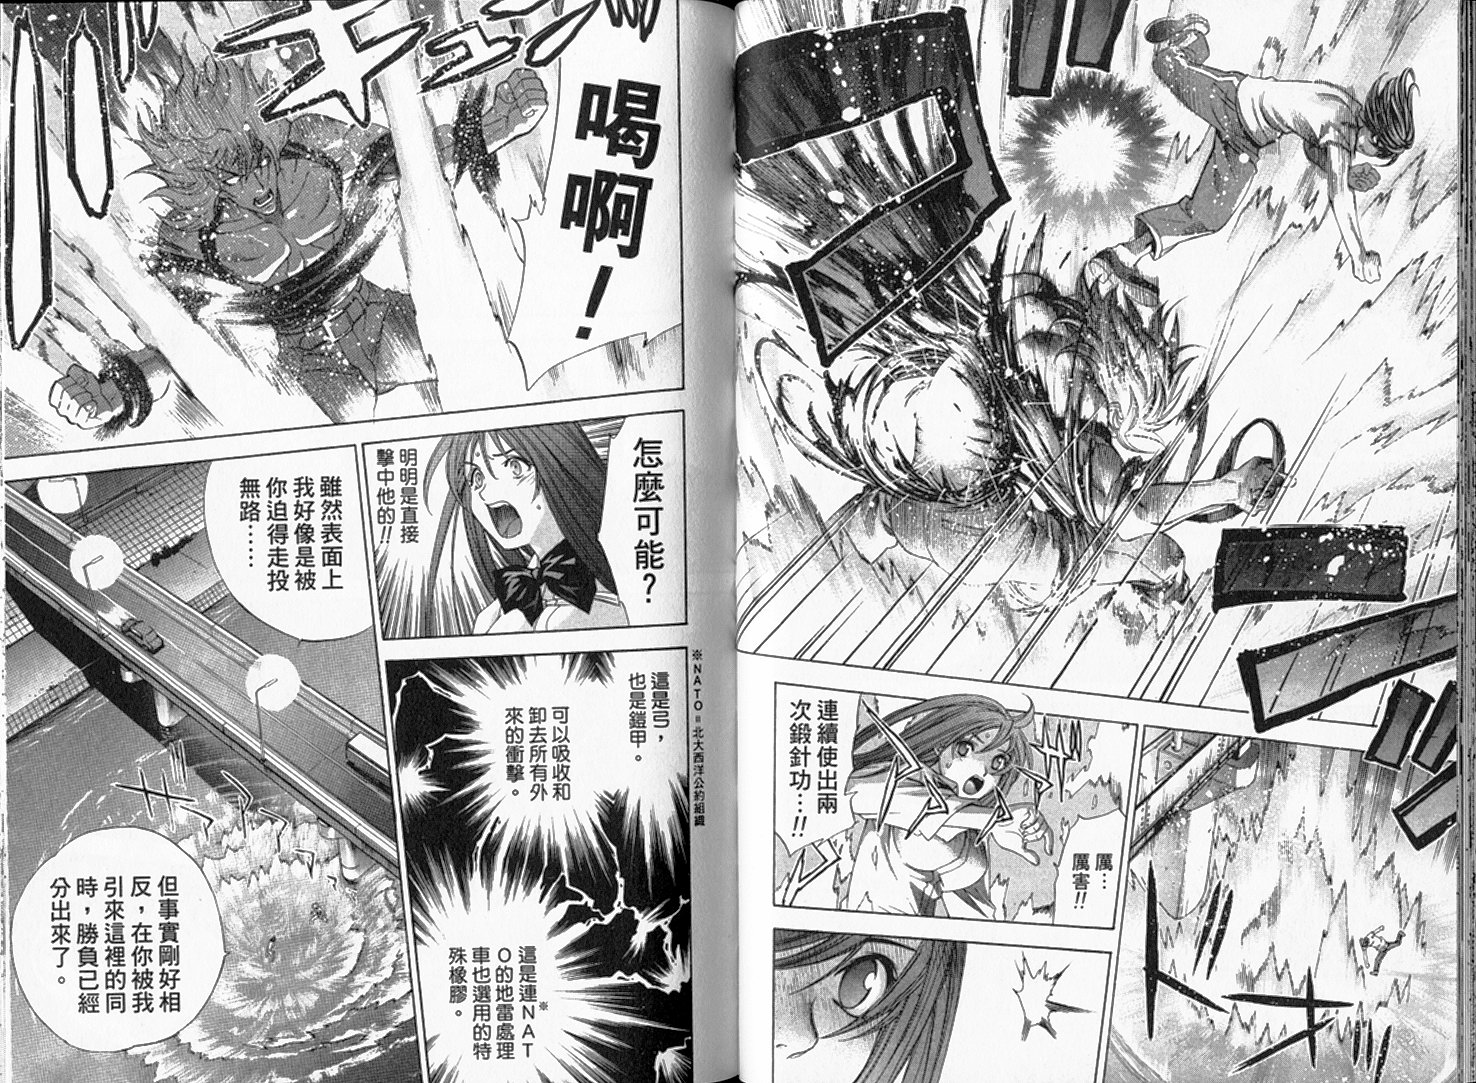 連續使出兩
次鍛針功…!!
厲…
厲害!!
喝啊！
怎麼可能？
明明是直接
擊中他的!!
雖然表面上
我好像是被
你迫得走投
無路……
這是弓，
也是鎧甲。
可以吸收和
卸去所有外
來的衝擊。
這是連※NAT
O的地雷處理
車也選用的特
殊橡膠。
※NATO=北大西洋公約組織
但事實剛好相
反，在你被我
引來這裡的同
時，勝負已經
分出來了。